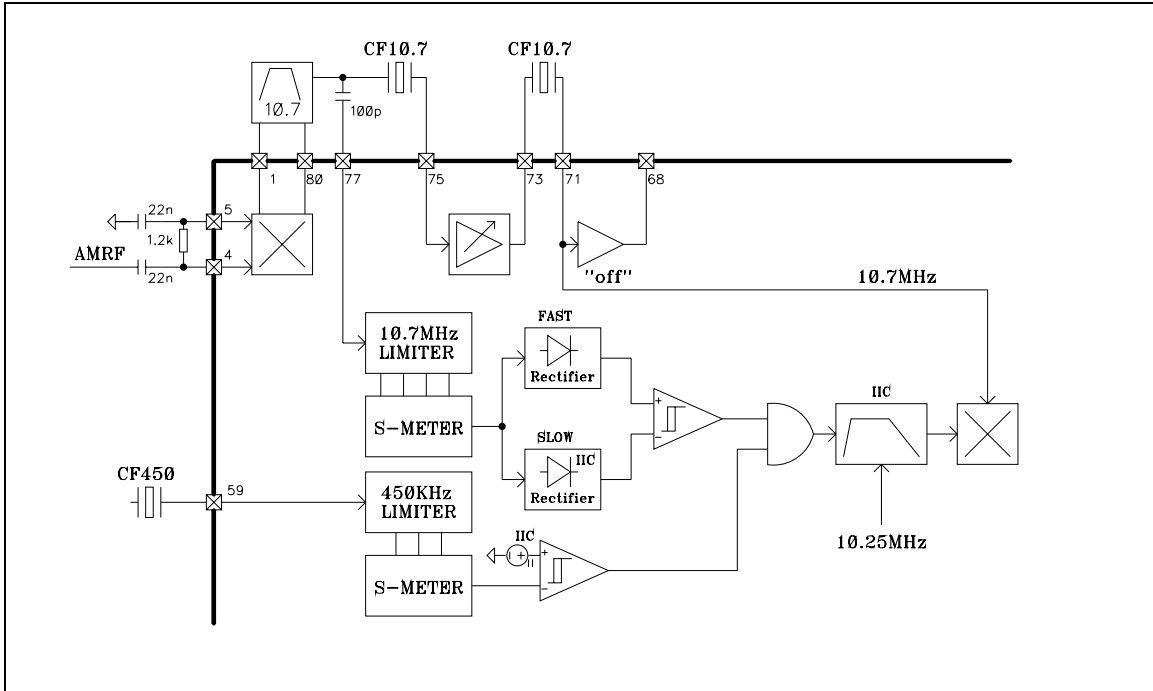 CF10.7
CF10.7
10.7
100p
1
80
77
75
73
71
68
22n
5
1.2k
AMRF
4
22n
"off"
10.7MHz
FAST
10.7MHz
LIMITER
Rectifier
IIC
S-METER
SLOW
IIC
Rectifier
CF450
59
450KHz
LIMITER
IIC
10.25MHz
S-METER